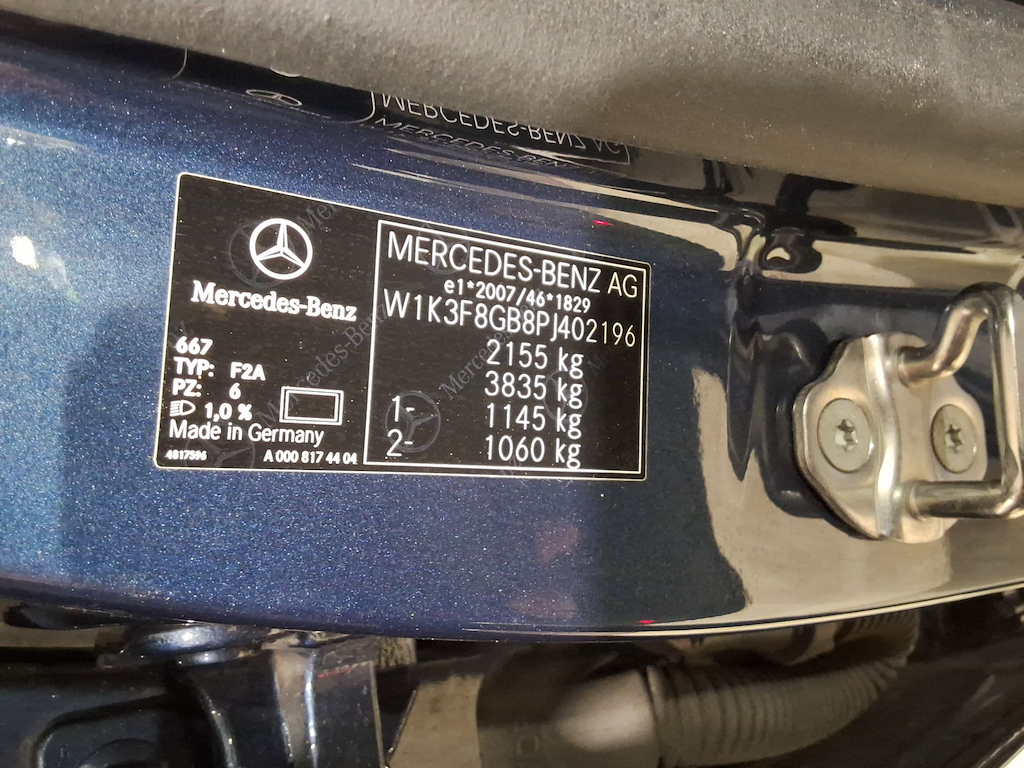 Mercedes-Benz
667
TYP: F2A
PZ: 6
1,0 %
Made in Germany
4817596 A 000 817 44 04
MERCEDES-BENZ AG
e1*2007/46*1829
W1K3F8GB8PJ402196
2155 kg
3835 kg
1- 1145 kg
2- 1060 kg